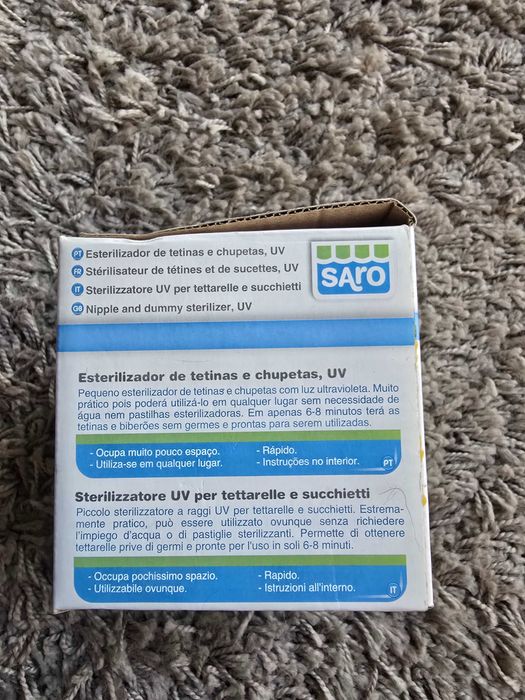 PT Esterilizador de tetinas e chupetas, UV
FR Stérilisateur de tétines et de sucettes, UV
IT Sterilizzatore UV per tettarelle e succhietti
GB Nipple and dummy sterilizer, UV
SARO
Esterilizador de tetinas e chupetas, UV
Pequeno esterilizador de tetinas e chupetas com luz ultravioleta. Muito
prático pois poderá utilizá-lo em qualquer lugar sem necessidade de
água nem pastilhas esterilizadoras. Em apenas 6-8 minutos terá as
tetinas e biberões sem germes e prontas para serem utilizadas.
- Ocupa muito pouco espaço.
- Utiliza-se em qualquer lugar.
- Rápido.
- Instruções no interior.
PT
Sterilizzatore UV per tettarelle e succhietti
Piccolo sterilizzatore a raggi UV per tettarelle e succhietti. Estrema-
mente pratico, può essere utilizzato ovunque senza richiedere
l'impiego d'acqua o di pastiglie sterilizzanti. Permette di ottenere
tettarelle prive di germi e pronte per l'uso in soli 6-8 minuti.
- Occupa pochissimo spazio.
- Utilizzabile ovunque.
- Rapido.
- Istruzioni all'interno.
IT